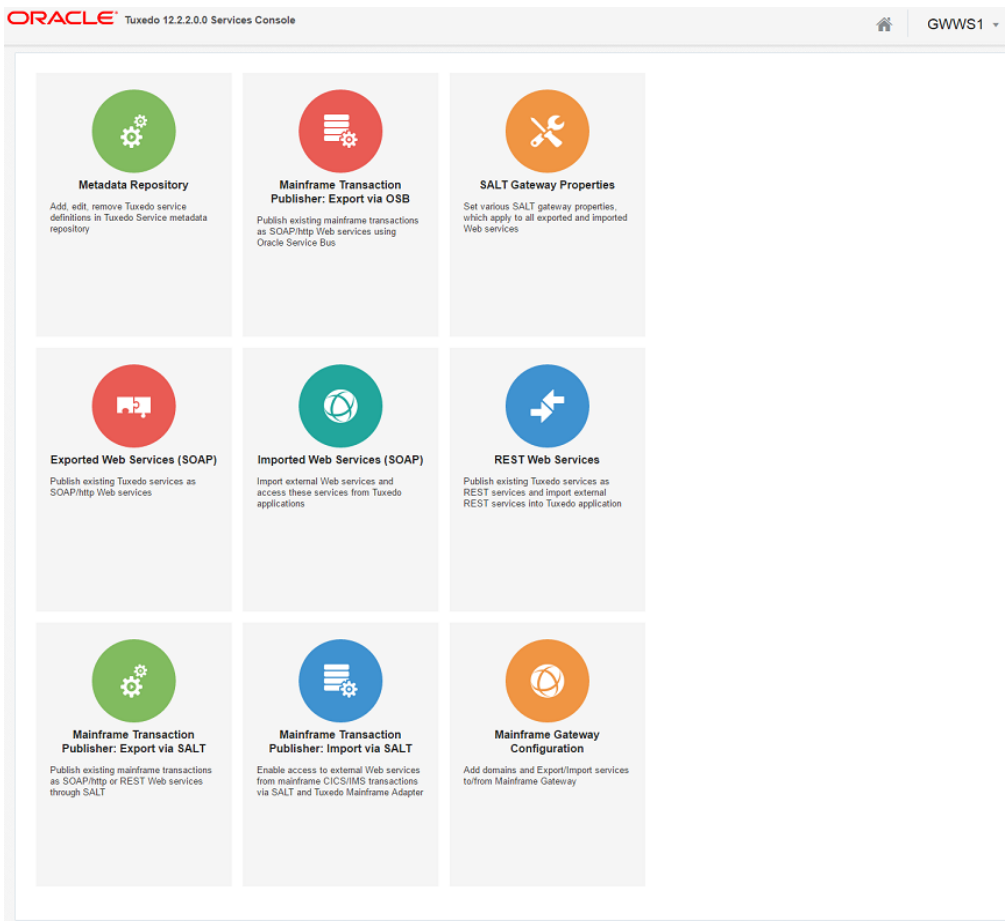 ORACLE® Tuxedo 12.2.2.0.0 Services Console
GWWS1
Metadata Repository
Add, edit, remove Tuxedo service
definitions in Tuxedo Service metadata
repository
Mainframe Transaction
Publisher: Export via OSB
Publish existing mainframe transactions
as SOAP/http Web services using
Oracle Service Bus
SALT Gateway Properties
Set various SALT gateway properties,
which apply to all exported and imported
Web services
Exported Web Services (SOAP)
Publish existing Tuxedo services as
SOAP/http Web services
Imported Web Services (SOAP)
Import external Web services and
access these services from Tuxedo
applications
REST Web Services
Publish existing Tuxedo services as
REST services and import external
REST services into Tuxedo application
Mainframe Transaction
Publisher: Export via SALT
Publish existing mainframe transactions
as SOAP/http or REST Web services
through SALT
Mainframe Transaction
Publisher: Import via SALT
Enable access to external Web services
from mainframe CICS/IMS transactions
via SALT and Tuxedo Mainframe Adapter
Mainframe Gateway
Configuration
Add domains and Export/Import services
to/from Mainframe Gateway